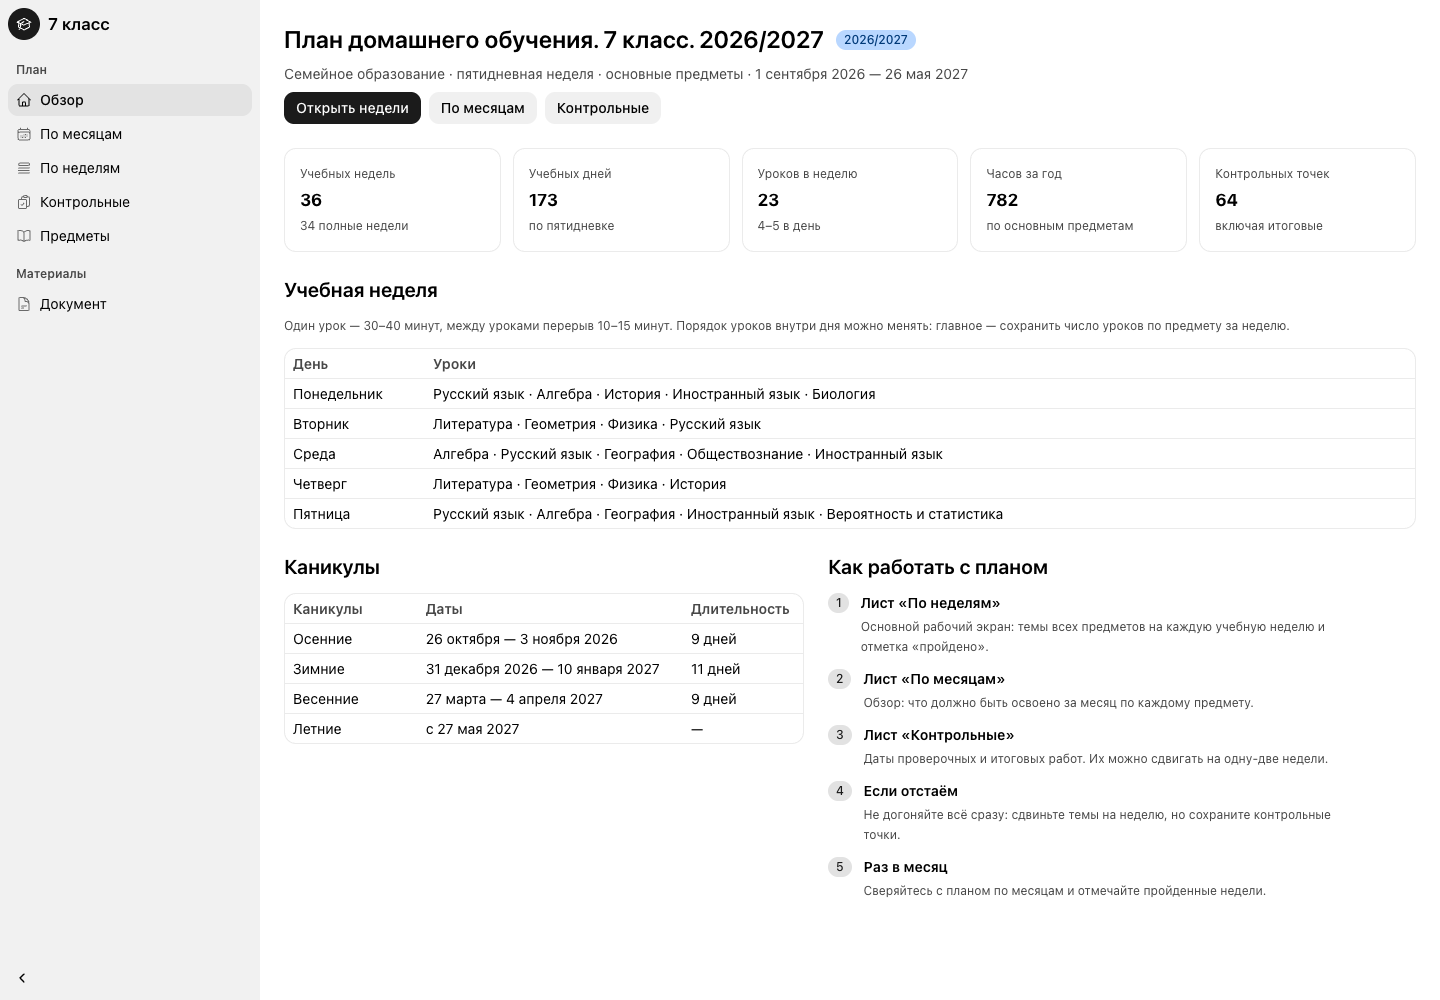 7 класс
План
Обзор
По месяцам
По неделям
Контрольные
Предметы
Материалы
Документ
План домашнего обучения. 7 класс. 2026/2027
2026/2027
Семейное образование · пятидневная неделя · основные предметы · 1 сентября 2026 — 26 мая 2027
Открыть недели
По месяцам
Контрольные
Учебных недель
36
34 полные недели
Учебных дней
173
по пятидневке
Уроков в неделю
23
4–5 в день
Часов за год
782
по основным предметам
Контрольных точек
64
включая итоговые
Учебная неделя
Один урок — 30–40 минут, между уроками перерыв 10–15 минут. Порядок уроков внутри дня можно менять: главное — сохранить число уроков по предмету за неделю.
День Уроки
Понедельник Русский язык · Алгебра · История · Иностранный язык · Биология
Вторник Литература · Геометрия · Физика · Русский язык
Среда Алгебра · Русский язык · География · Обществознание · Иностранный язык
Четверг Литература · Геометрия · Физика · История
Пятница Русский язык · Алгебра · География · Иностранный язык · Вероятность и статистика
Каникулы
Каникулы Даты Длительность
Осенние 26 октября — 3 ноября 2026 9 дней
Зимние 31 декабря 2026 — 10 января 2027 11 дней
Весенние 27 марта — 4 апреля 2027 9 дней
Летние с 27 мая 2027 —
Как работать с планом
1 Лист «По неделям»
Основной рабочий экран: темы всех предметов на каждую учебную неделю и
отметка «пройдено».
2 Лист «По месяцам»
Обзор: что должно быть освоено за месяц по каждому предмету.
3 Лист «Контрольные»
Даты проверочных и итоговых работ. Их можно сдвигать на одну-две недели.
4 Если отстаём
Не догоняйте всё сразу: сдвиньте темы на неделю, но сохраните контрольные
точки.
5 Раз в месяц
Сверяйтесь с планом по месяцам и отмечайте пройденные недели.